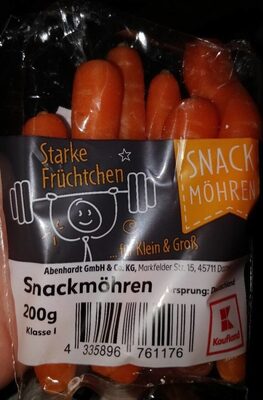 Starke
Früchtchen
SNACK
MÖHREN
... für Klein & Groß
Abenhardt GmbH & Co. KG, Markfelder Str. 15, 45711
Snackmöhren
Ursprung: Deutschland
200g
Klasse I
Kaufland
4 335896 761176